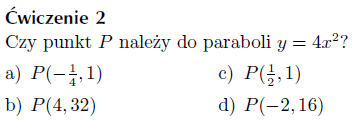 Ćwiczenie 2
Czy punkt P należy do paraboli y = 4x²?
a) P(−1/4, 1)  c) P(1/2, 1)
b) P(4, 32)  d) P(−2, 16)